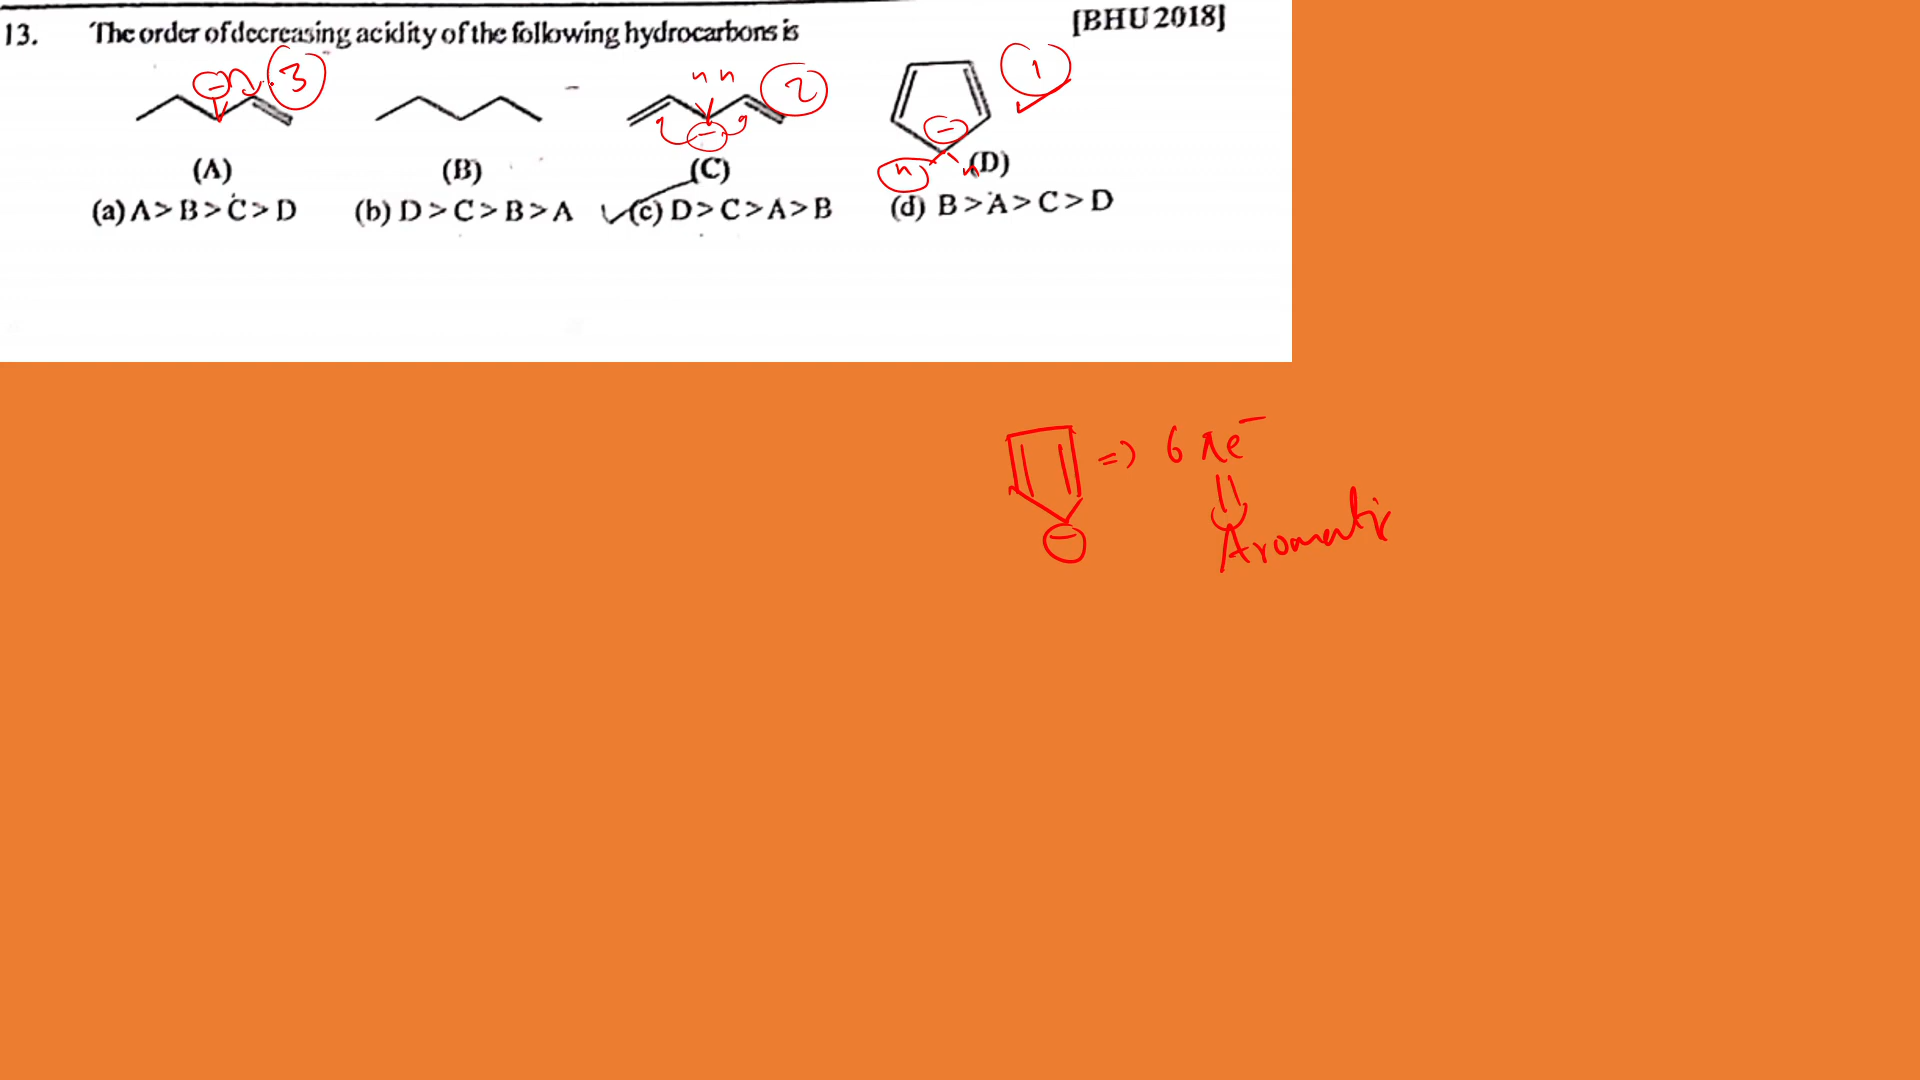 13. The order of decreasing acidity of the following hydrocarbons is [BHU 2018]
− 3 n n 2 1
− − n n
(A) (B) (C) (D)
(a) A > B > C > D (b) D > C > B > A (c) D > C > A > B (d) B > A > C > D
⇒ 6 πe⁻
−
Aromatic